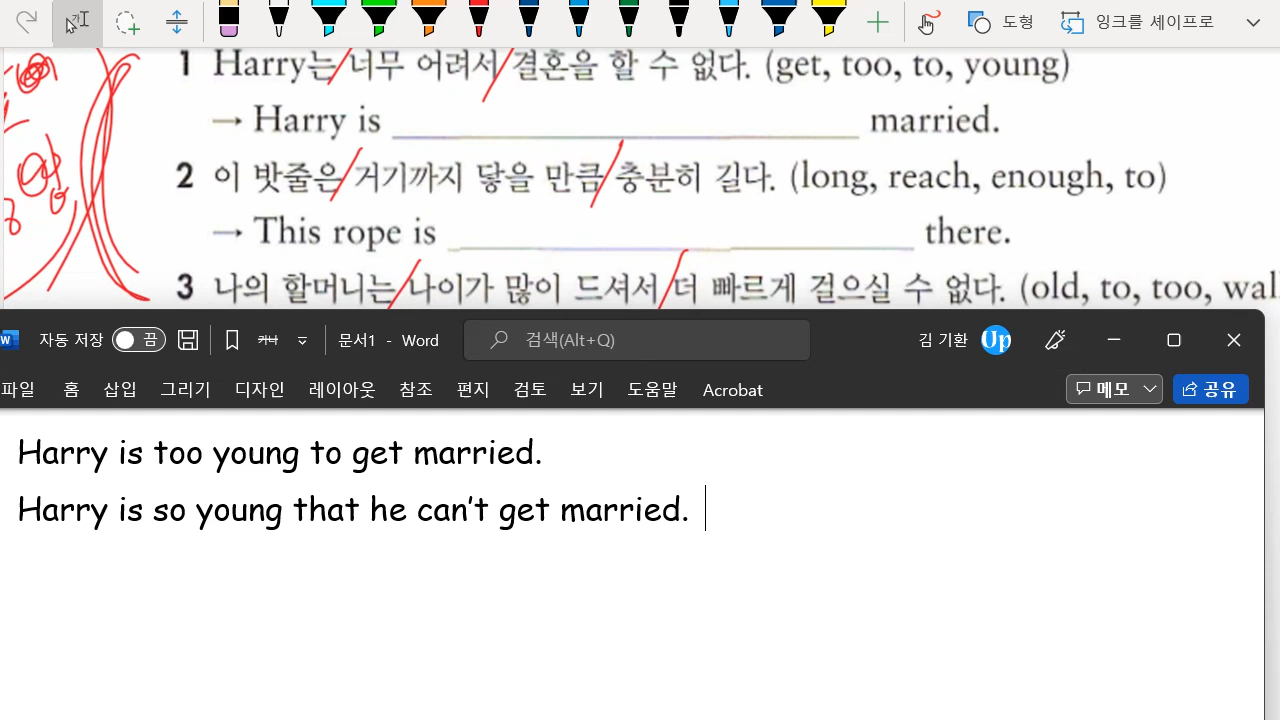 도형
잉크를 셰이프로
1 Harry는 너무 어려서 결혼을 할 수 없다. (get, too, to, young)
→ Harry is ______ married.
2 이 밧줄은 거기까지 닿을 만큼 충분히 길다. (long, reach, enough, to)
→ This rope is ______ there.
3 나의 할머니는 나이가 많이 드셔서 더 빠르게 걸으실 수 없다. (old, to, too, wal
자동 저장 끔 가나 문서1 - Word 검색(Alt+Q) 김 기환 Up
파일 홈 삽입 그리기 디자인 레이아웃 참조 편지 검토 보기 도움말 Acrobat 메모 공유
Harry is too young to get married.
Harry is so young that he can't get married.